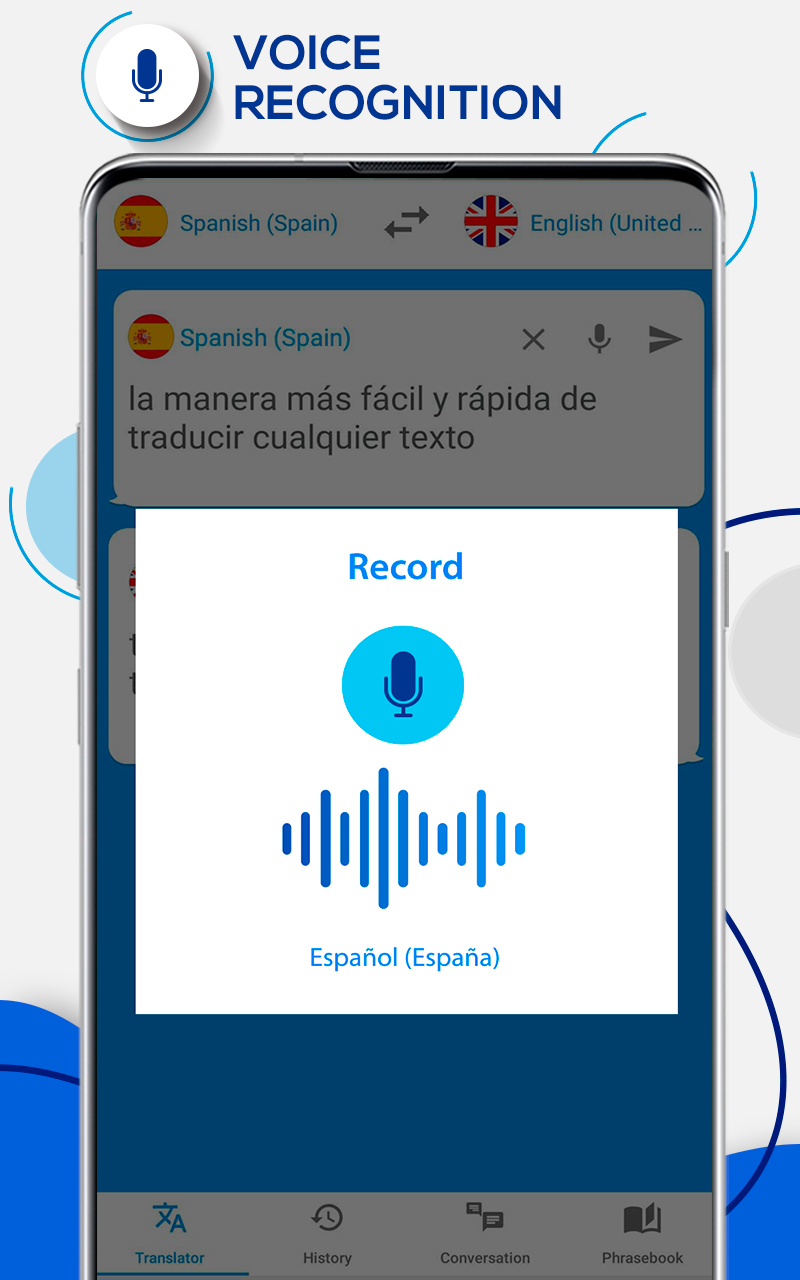 VOICE
RECOGNITION
Spanish (Spain)
English (United ...
Spanish (Spain)
la manera más fácil y rápida de
traducir cualquier texto
Record
Español (España)
Translator
History
Conversation
Phrasebook